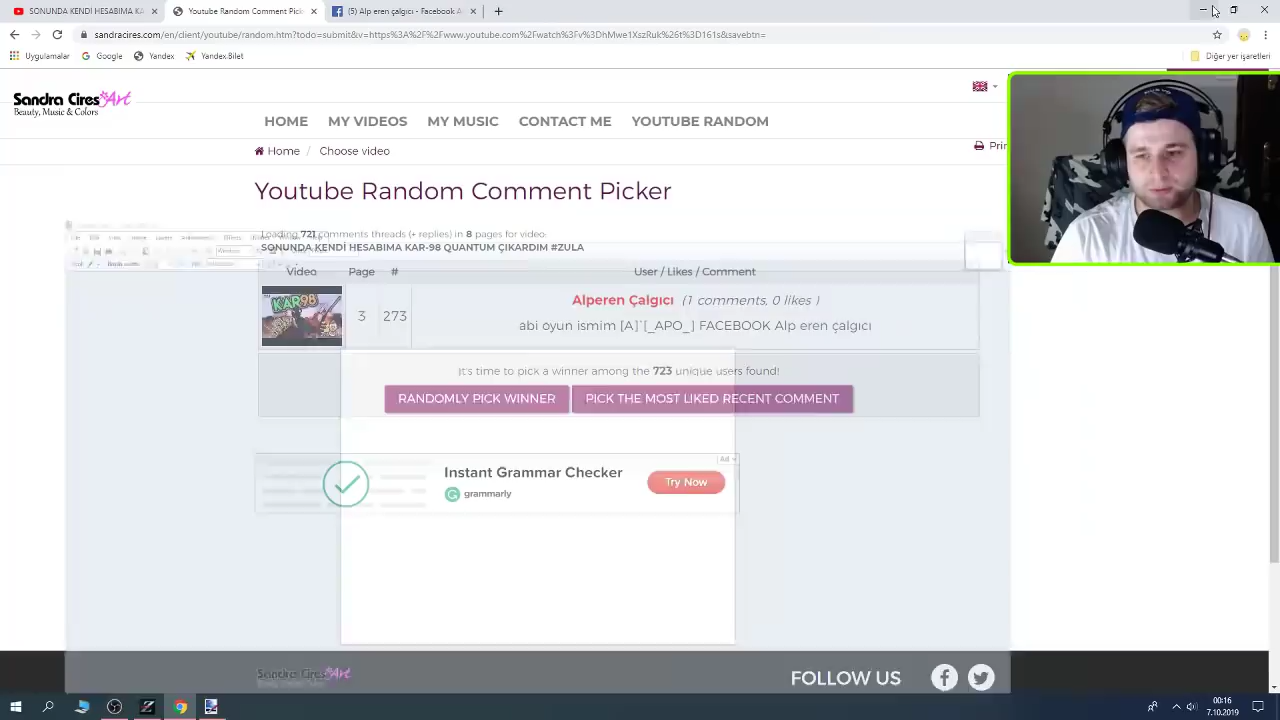 SONUNDA KENDİ HESABIMA KA
Youtube Random Comment Picker
(5) Alp eren çalgıcı - Facebook A
sandracires.com/en/client/youtube/random.htm?todo=submit&v=https%3A%2F%2Fwww.youtube.com%2Fwatch%3Fv%3DhMwe1XszRuk%26t%3D161s&savebtn=
Uygulamar
Google
Yandex
Yandex.Bilet
Diğer yer işaretleri
Sandra Cires Art
Beauty, Music & Colors
HOME
MY VIDEOS
MY MUSIC
CONTACT ME
YOUTUBE RANDOM
Home / Choose video
Prin
Youtube Random Comment Picker
Loading 721 comments threads (+ replies) in 8 pages for video:
SONUNDA KENDİ HESABIMA KAR-98 QUANTUM ÇIKARDIM #ZULA
Video
Page
#
User / Likes / Comment
KAR98
3
273
Alperen Çalgıcı (1 comments, 0 likes )
abi oyun ismim [A]¨[_APO_] FACEBOOK Alp eren çalgıcı
It's time to pick a winner among the 723 unique users found!
RANDOMLY PICK WINNER
PICK THE MOST LIKED RECENT COMMENT
Ad
Instant Grammar Checker
grammarly
Try Now
Sandra Cires Art
FOLLOW US
00:16
7.10.2019